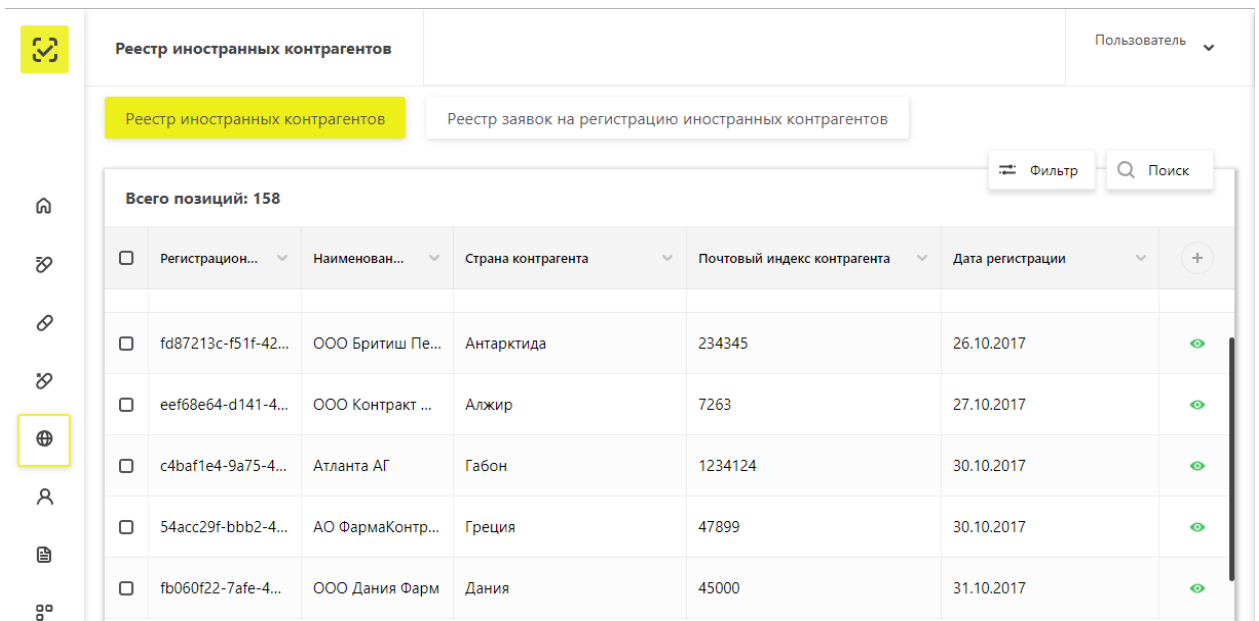 Реестр иностранных контрагентов
Пользователь
Реестр иностранных контрагентов
Реестр заявок на регистрацию иностранных контрагентов
Фильтр
Поиск
Всего позиций: 158
Регистрацион... Наименован... Страна контрагента Почтовый индекс контрагента Дата регистрации
fd87213c-f51f-42... ООО Бритиш Пе... Антарктида 234345 26.10.2017
eef68e64-d141-4... ООО Контракт ... Алжир 7263 27.10.2017
c4baf1e4-9a75-4... Атланта АГ Габон 1234124 30.10.2017
54acc29f-bbb2-4... АО ФармаКонтр... Греция 47899 30.10.2017
fb060f22-7afe-4... ООО Дания Фарм Дания 45000 31.10.2017